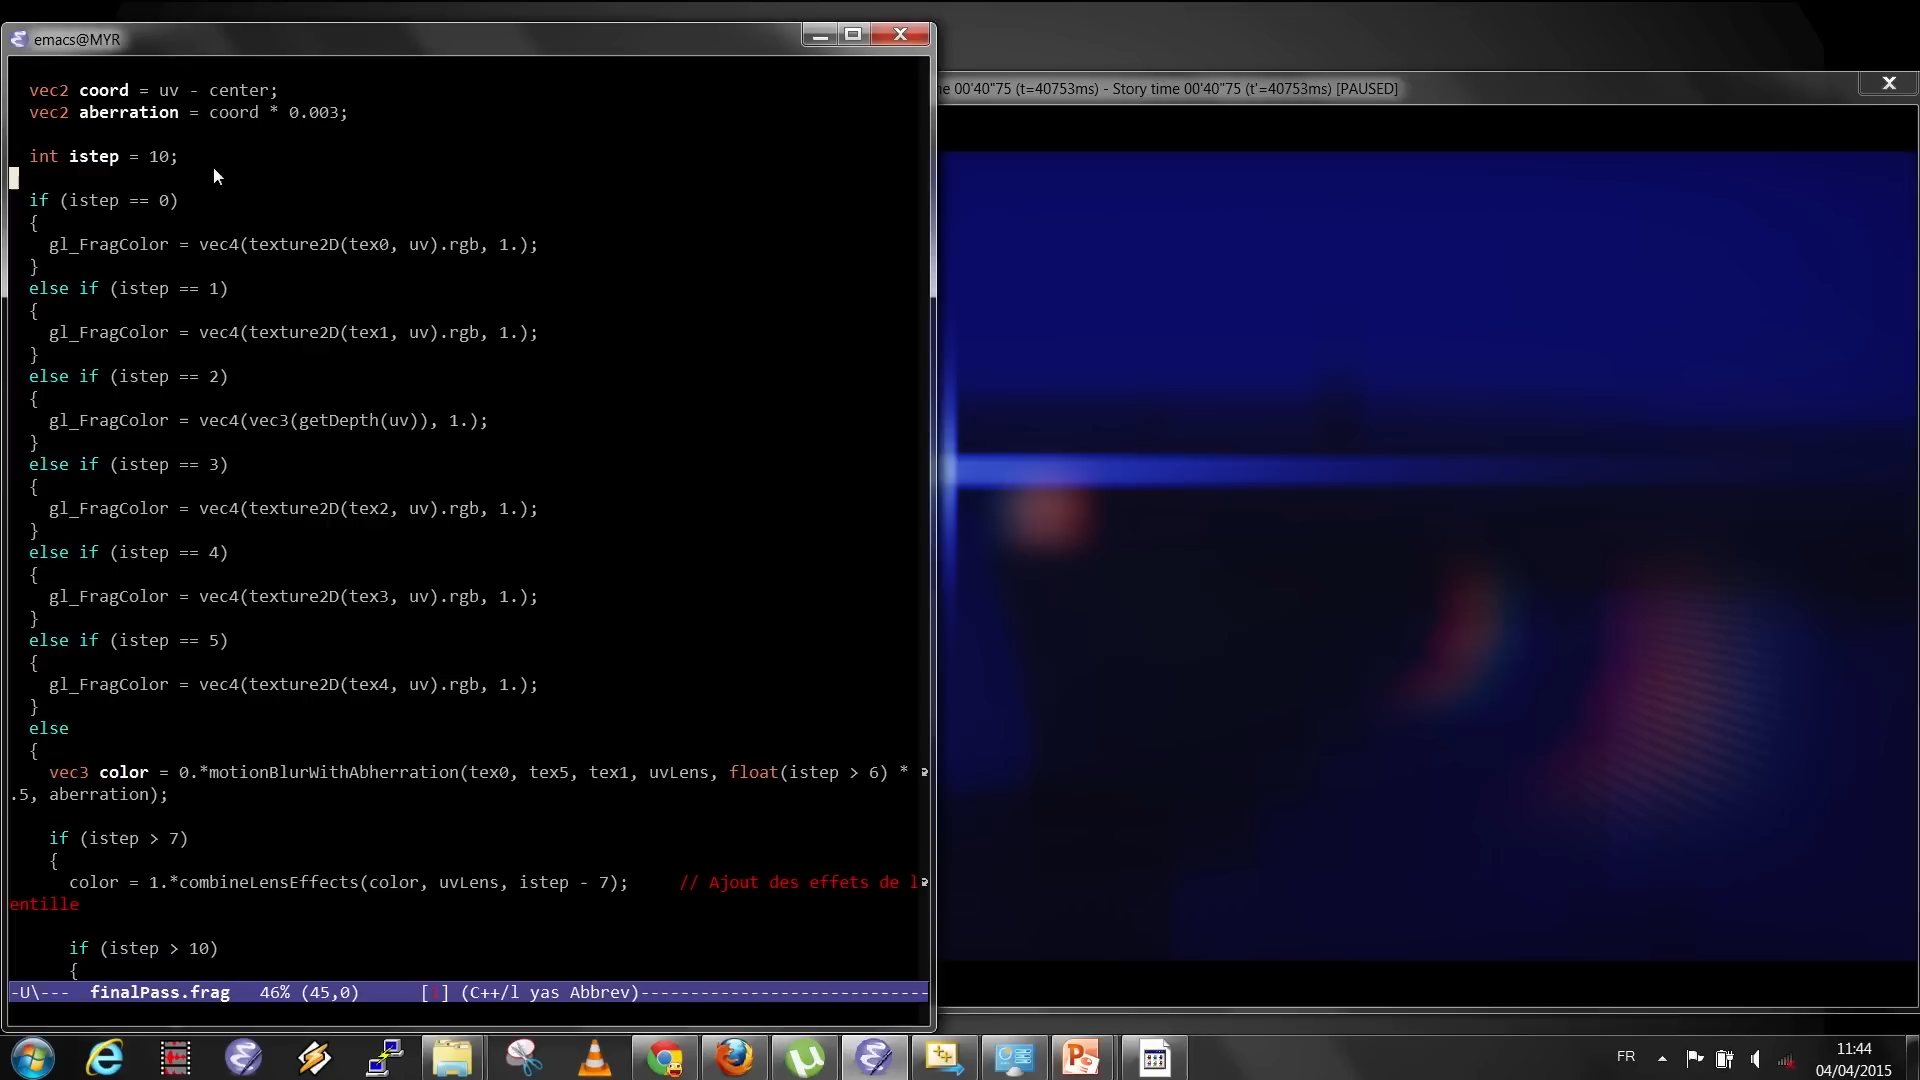 emacs@MYR
vec2 coord = uv - center;
vec2 aberration = coord * 0.003;
int istep = 10;
if (istep == 0)
{
gl_FragColor = vec4(texture2D(tex0, uv).rgb, 1.);
}
else if (istep == 1)
{
gl_FragColor = vec4(texture2D(tex1, uv).rgb, 1.);
}
else if (istep == 2)
{
gl_FragColor = vec4(vec3(getDepth(uv)), 1.);
}
else if (istep == 3)
{
gl_FragColor = vec4(texture2D(tex2, uv).rgb, 1.);
}
else if (istep == 4)
{
gl_FragColor = vec4(texture2D(tex3, uv).rgb, 1.);
}
else if (istep == 5)
{
gl_FragColor = vec4(texture2D(tex4, uv).rgb, 1.);
}
else
{
vec3 color = 0.*motionBlurWithAbherration(tex0, tex5, tex1, uvLens, float(istep > 6) *
.5, aberration);
if (istep > 7)
{
color = 1.*combineLensEffects(color, uvLens, istep - 7); // Ajout des effets de l
entille
if (istep > 10)
{
-U\--- finalPass.frag 46% (45,0) [] (C++/l yas Abbrev)-----------------------------
ne 00'40"75 (t=40753ms) - Story time 00'40"75 (t'=40753ms) [PAUSED]
FR
11:44
04/04/2015